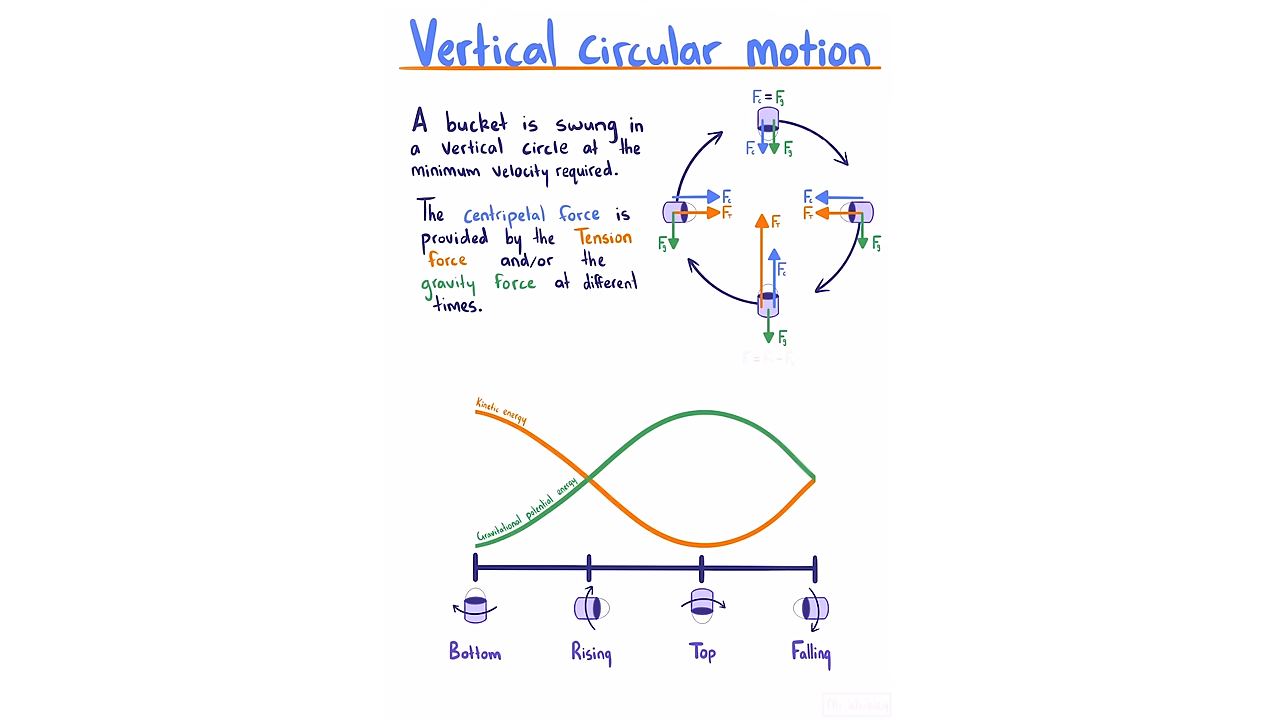 Vertical circular motion
A bucket is swung in
a vertical circle at the
minimum velocity required.
The centripetal force is
provided by the Tension
force and/or the
gravity force at different
times.
Fc = Fg
Fc Fg
Fc
FT
Fg
Fc
FT
Fg
FT
Fc
Fg
Kinetic energy
Gravitational potential energy
Bottom Rising Top Falling